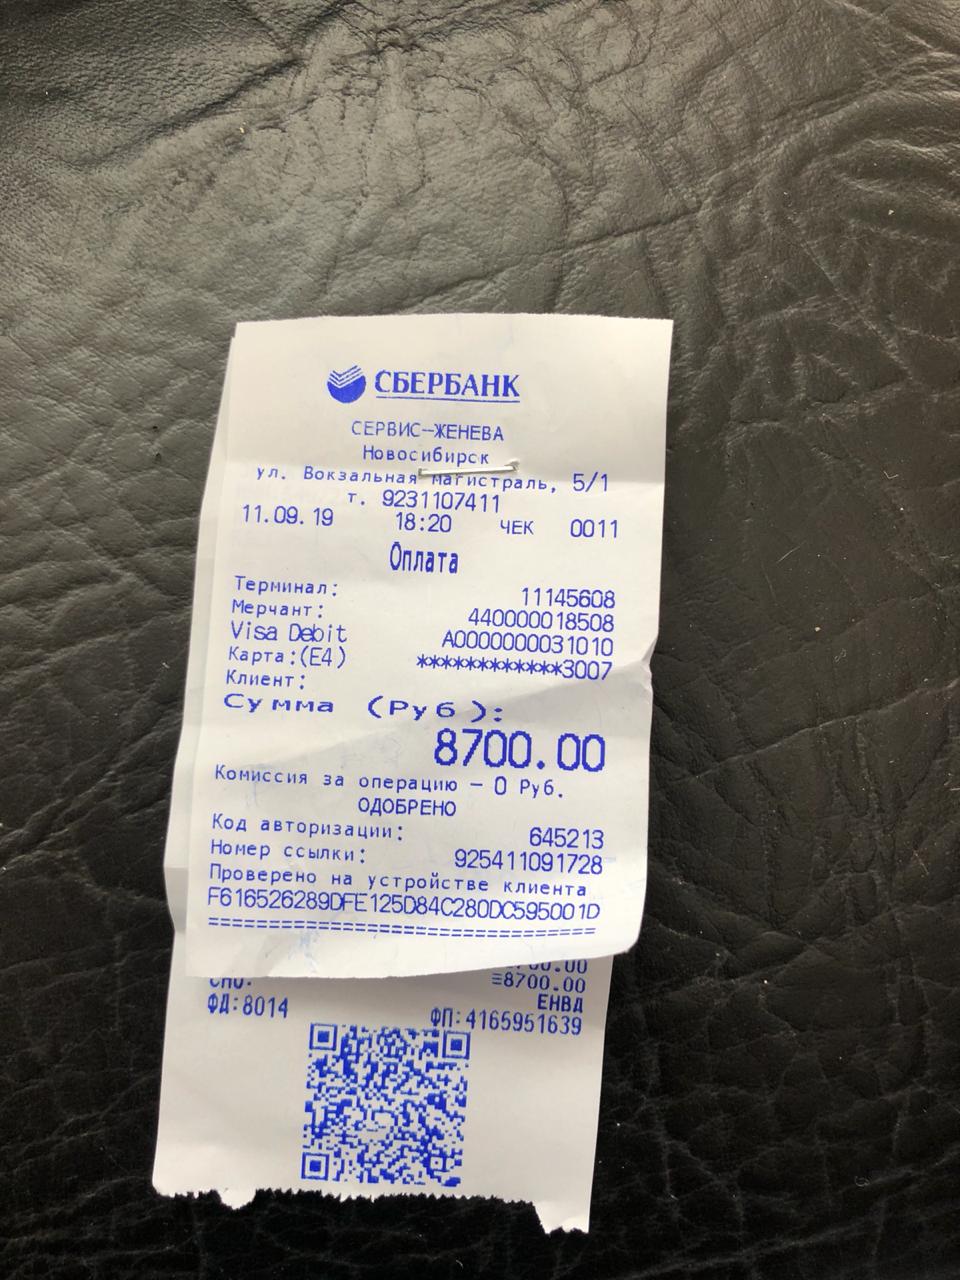 СБЕРБАНК
СЕРВИС-ЖЕНЕВА
Новосибирск
ул. Вокзальная магистраль, 5/1
т. 9231107411
11.09.19 18:20 ЧЕК 0011
Оплата
Терминал: 11145608
Мерчант: 440000018508
Visa Debit A0000000031010
Карта:(E4) ************3007
Клиент:
Сумма (Руб):
8700.00
Комиссия за операцию – 0 Руб.
ОДОБРЕНО
Код авторизации: 645213
Номер ссылки: 925411091728
Проверено на устройстве клиента
F616526289DFE125D84C280DC595001D
================================
≡8700.00
СНО: ЕНВД
ФД:8014 ФП:4165951639